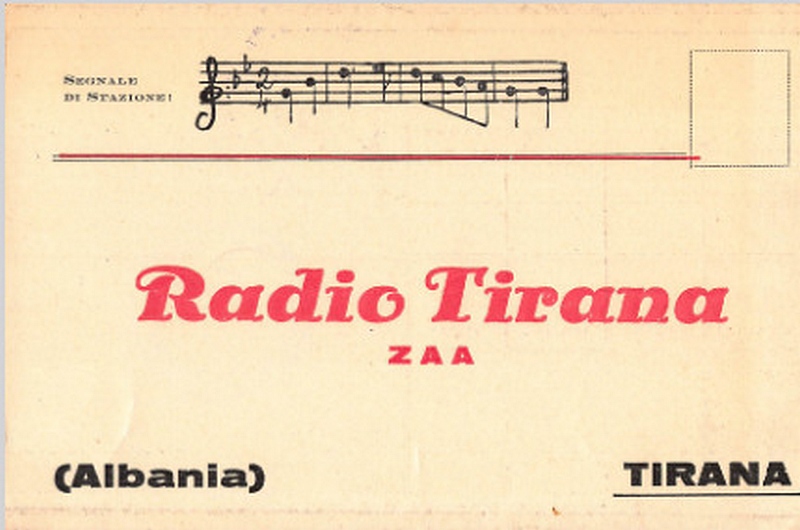 SEGNALE
DI STAZIONE!
Radio Tirana
ZAA
(Albania)
TIRANA